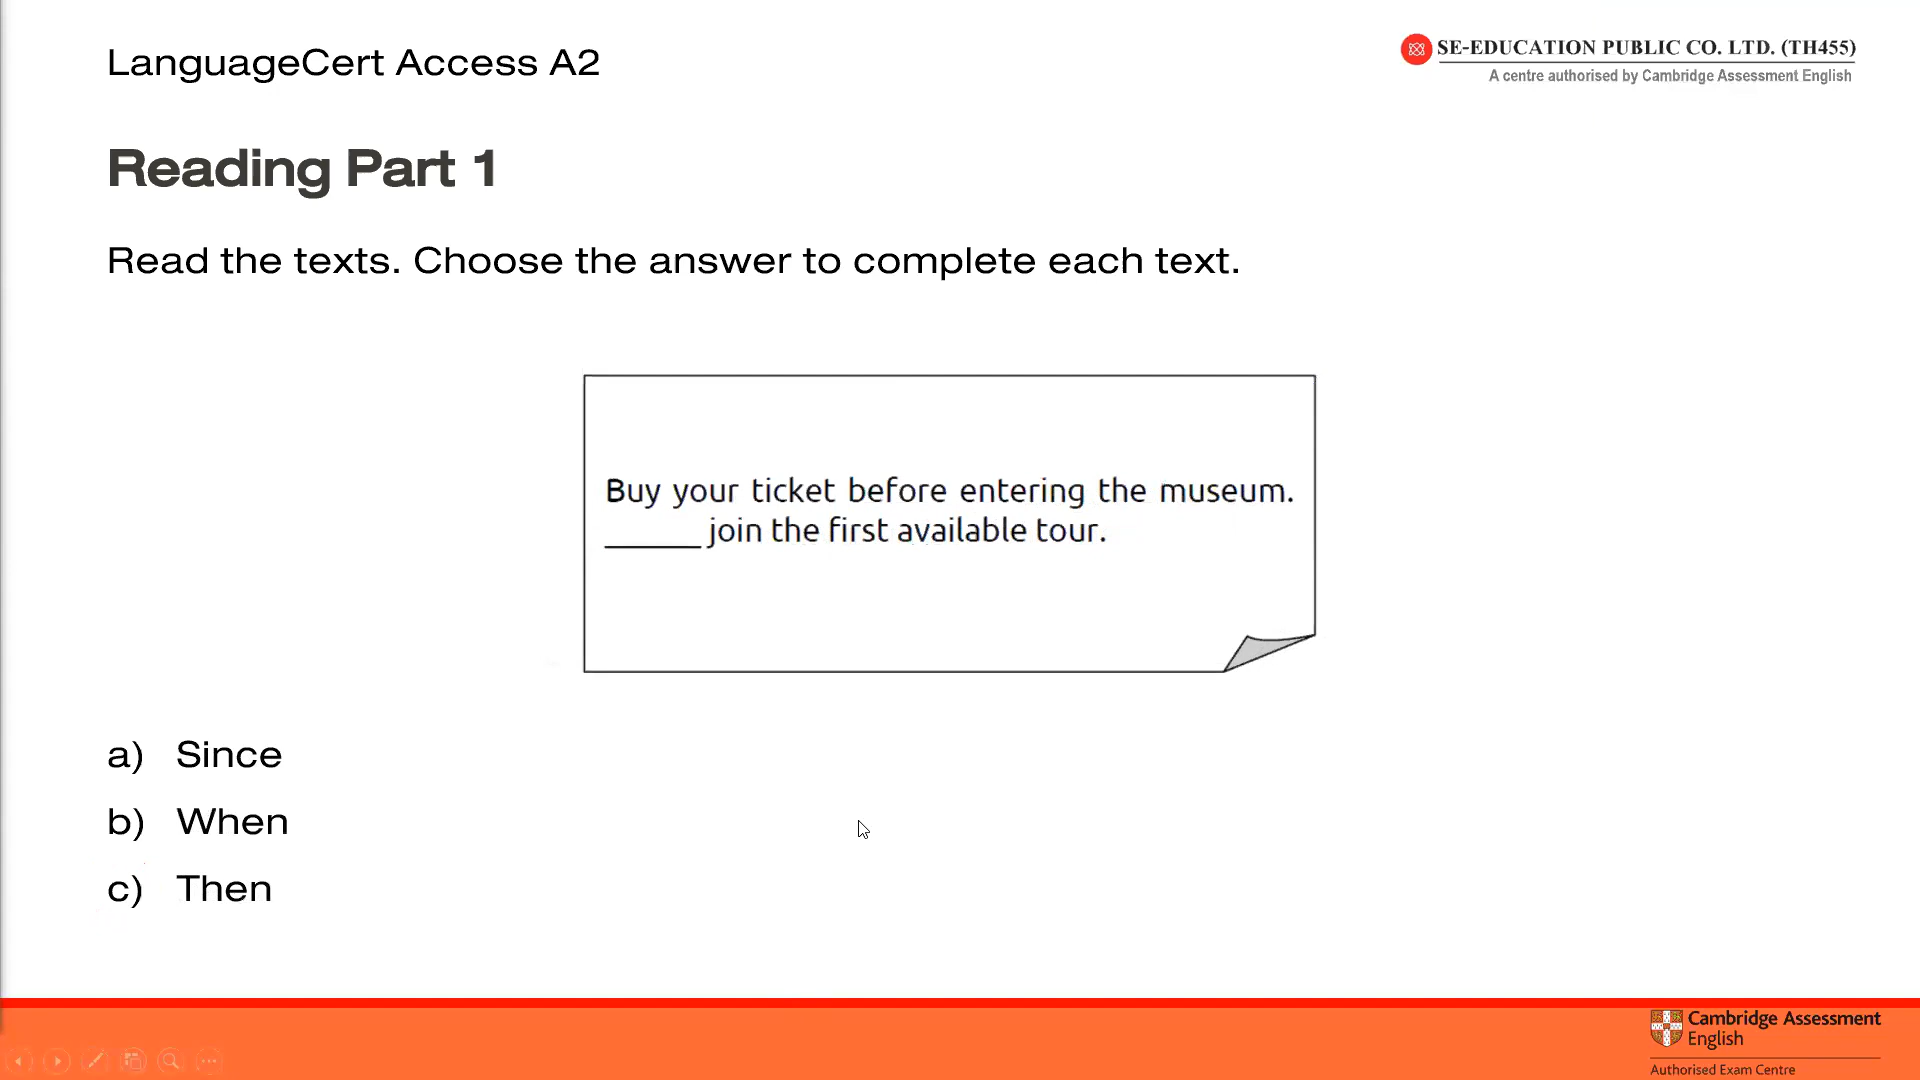 LanguageCert Access A2
SE-EDUCATION PUBLIC CO. LTD. (TH455)
A centre authorised by Cambridge Assessment English
Reading Part 1
Read the texts. Choose the answer to complete each text.
Buy your ticket before entering the museum.
______ join the first available tour.
a) Since
b) When
c) Then
Cambridge Assessment
English
Authorised Exam Centre